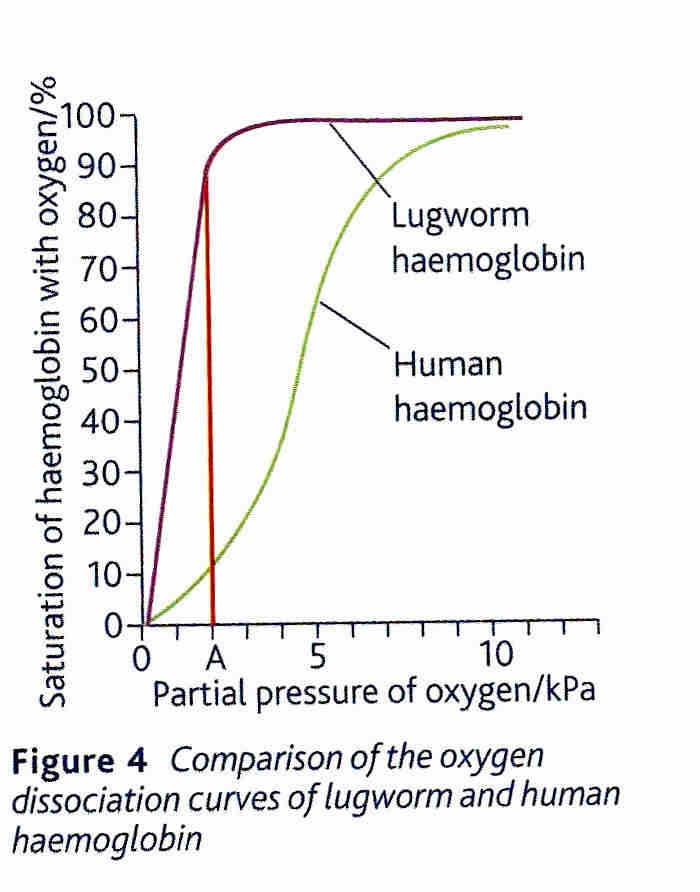 Saturation of haemoglobin with oxygen/%
100
90
80
70
60
50
40
30
20
10
0
0 A 5 10
Partial pressure of oxygen/kPa
Lugworm
haemoglobin
Human
haemoglobin
Figure 4 Comparison of the oxygen
dissociation curves of lugworm and human
haemoglobin